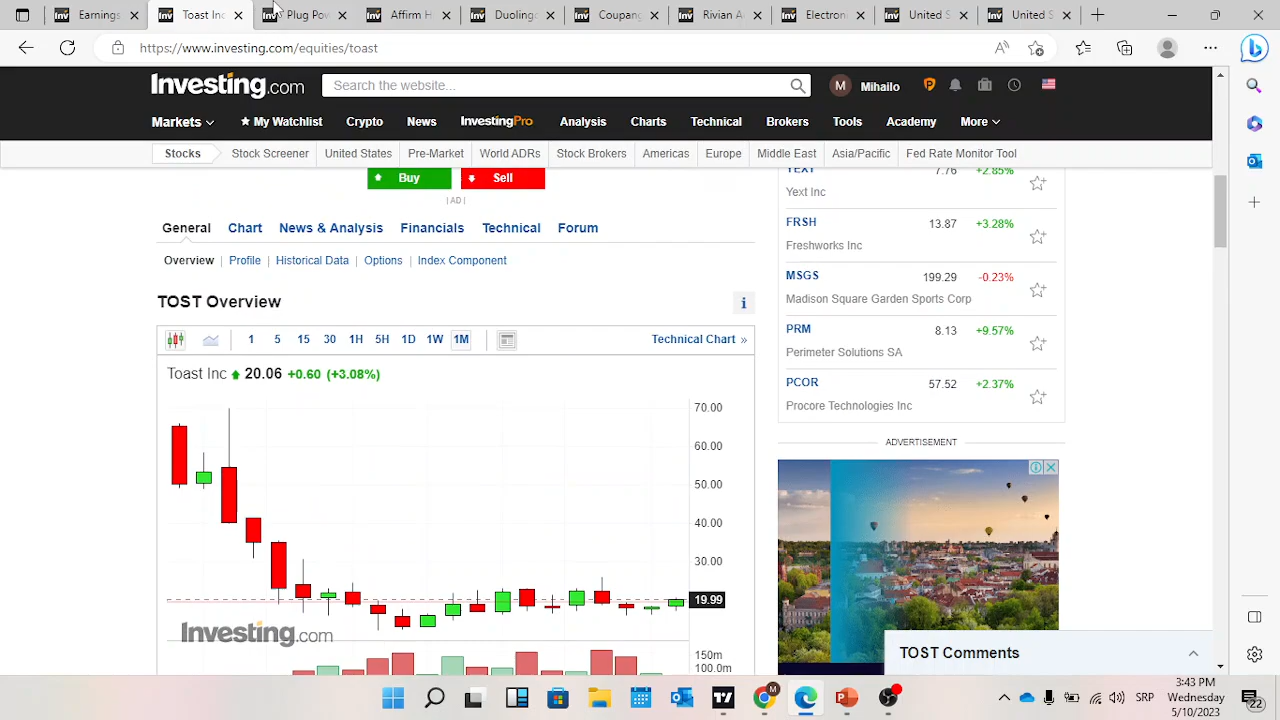 Earnings
Toast Inc
Plug Pov
Affirm H
Duoling
Coupang
Rivian A
Electron
United S
United S
https://www.investing.com/equities/toast
Investing.com
Search the website...
M Mihailo
Markets
My Watchlist
Crypto
News
InvestingPro
Analysis
Charts
Technical
Brokers
Tools
Academy
More
Stocks
Stock Screener
United States
Pre-Market
World ADRs
Stock Brokers
Americas
Europe
Middle East
Asia/Pacific
Fed Rate Monitor Tool
Buy
Sell
| AD |
General
Chart
News & Analysis
Financials
Technical
Forum
Overview | Profile | Historical Data | Options | Index Component
TOST Overview
i
1 5 15 30 1H 5H 1D 1W 1M
Technical Chart »
Toast Inc 20.06 +0.60 (+3.08%)
70.00
60.00
50.00
40.00
30.00
19.99
150m
100.0m
Investing.com
YEXT 7.76 +2.85%
Yext Inc
FRSH 13.87 +3.28%
Freshworks Inc
MSGS 199.29 -0.23%
Madison Square Garden Sports Corp
PRM 8.13 +9.57%
Perimeter Solutions SA
PCOR 57.52 +2.37%
Procore Technologies Inc
ADVERTISEMENT
TOST Comments
SRP
3:43 PM
Wednesday
5/10/2023
22